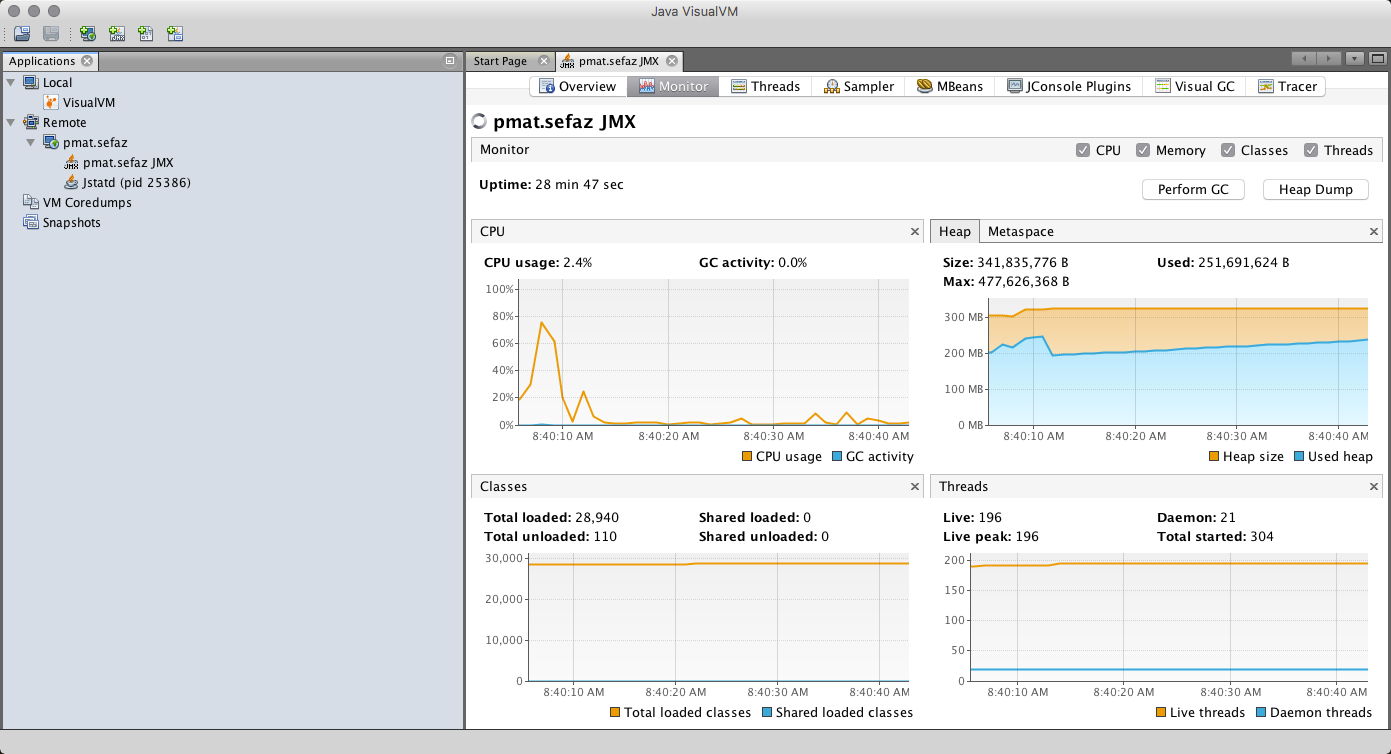 Java VisualVM
Applications
Local
VisualVM
Remote
pmat.sefaz
pmat.sefaz JMX
Jstatd (pid 25386)
VM Coredumps
Snapshots
Start Page pmat.sefaz JMX
Overview Monitor Threads Sampler MBeans JConsole Plugins Visual GC Tracer
pmat.sefaz JMX
Monitor CPU Memory Classes Threads
Uptime: 28 min 47 sec Perform GC Heap Dump
CPU
CPU usage: 2.4% GC activity: 0.0%
100%
80%
60%
40%
20%
0%
8:40:10 AM 8:40:20 AM 8:40:30 AM 8:40:40 AM
CPU usage GC activity
Heap Metaspace
Size: 341,835,776 B Used: 251,691,624 B
Max: 477,626,368 B
300 MB
200 MB
100 MB
0 MB
8:40:10 AM 8:40:20 AM 8:40:30 AM 8:40:40 AM
Heap size Used heap
Classes
Total loaded: 28,940 Shared loaded: 0
Total unloaded: 110 Shared unloaded: 0
30,000
20,000
10,000
0
8:40:10 AM 8:40:20 AM 8:40:30 AM 8:40:40 AM
Total loaded classes Shared loaded classes
Threads
Live: 196 Daemon: 21
Live peak: 196 Total started: 304
200
150
100
50
0
8:40:10 AM 8:40:20 AM 8:40:30 AM 8:40:40 AM
Live threads Daemon threads